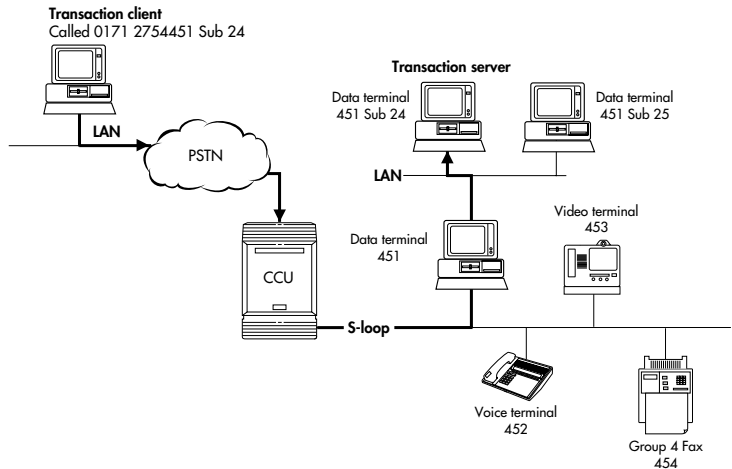 Transaction client
Called 0171 2754451 Sub 24
LAN
PSTN
CCU
Transaction server
Data terminal
451 Sub 24
Data terminal
451 Sub 25
LAN
Data terminal
451
Video terminal
453
S-loop
Voice terminal
452
Group 4 Fax
454